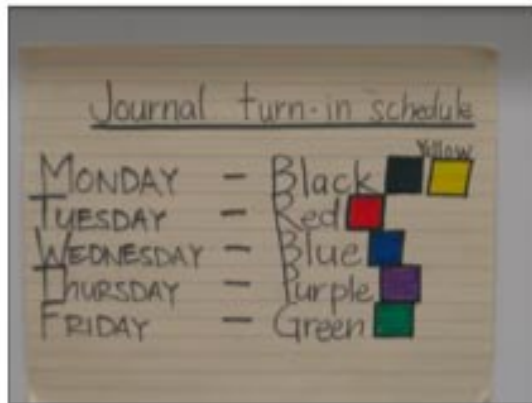 Journal turn-in schedule
Yellow
MONDAY - Black
TUESDAY - Red
WEDNESDAY - Blue
THURSDAY - Purple
FRIDAY - Green